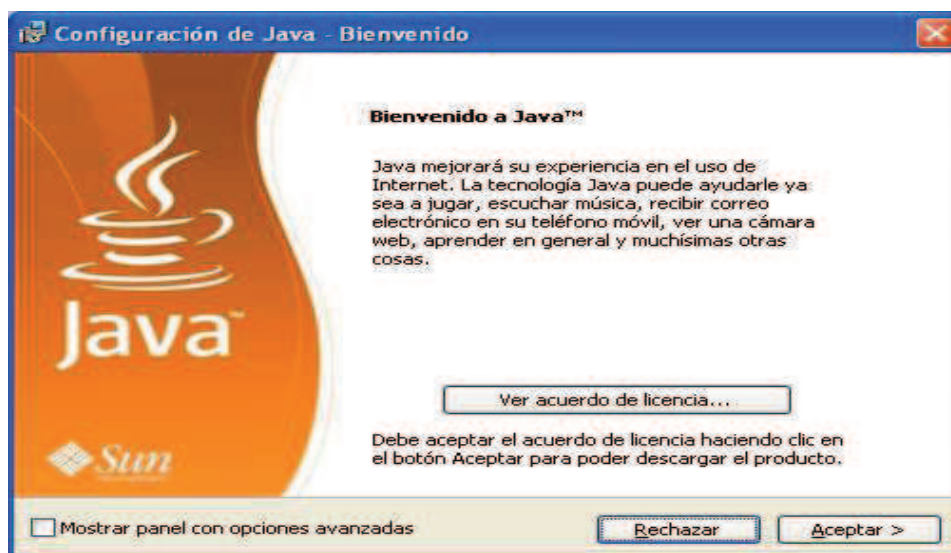 Configuración de Java - Bienvenido
Bienvenido a Java™
Java mejorará su experiencia en el uso de
Internet. La tecnología Java puede ayudarle ya
sea a jugar, escuchar música, recibir correo
electrónico en su teléfono móvil, ver una cámara
web, aprender en general y muchísimas otras
cosas.
Java™
Ver acuerdo de licencia...
Debe aceptar el acuerdo de licencia haciendo clic en
el botón Aceptar para poder descargar el producto.
Sun
Mostrar panel con opciones avanzadas
Rechazar
Aceptar >